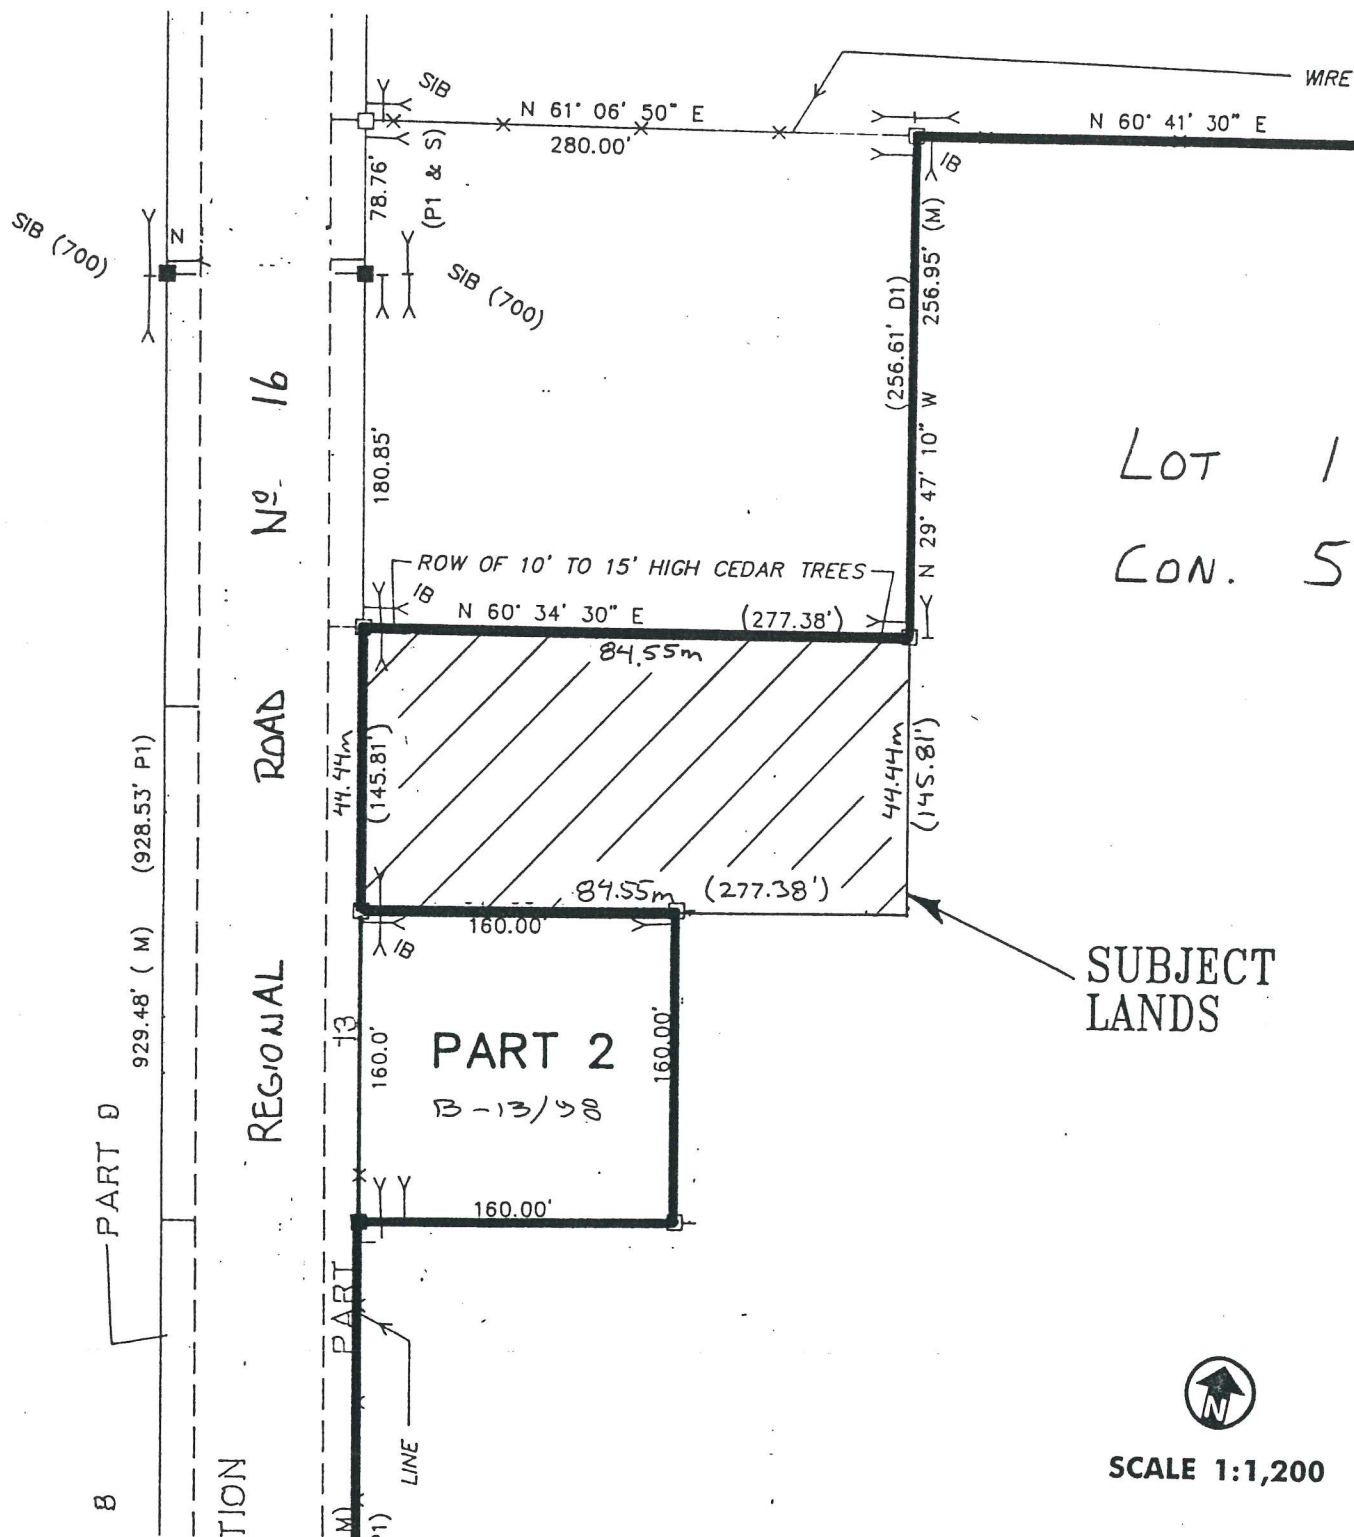 WIRE
SIB
N 61° 06' 50" E
280.00'
N 60° 41' 30" E
IB
78.76'
(P1 & S)
SIB (700)
N
SIB (700)
256.95' (M)
(256.61' D1)
N 29° 47' 10" W
180.85'
LOT 1
CON. 5
REGIONAL ROAD Nº 16
ROW OF 10' TO 15' HIGH CEDAR TREES
IB
N 60° 34' 30" E
(277.38')
84.55m
44.44m
(145.81')
44.44m
(145.81')
929.48' ( M) (928.53' P1)
84.55m (277.38')
160.00'
IB
SUBJECT
LANDS
PART 2
B-13/98
160.0'
160.00'
13
PART
160.00'
LINE
SCALE 1:1,200
N
B
TION
M)
P1)